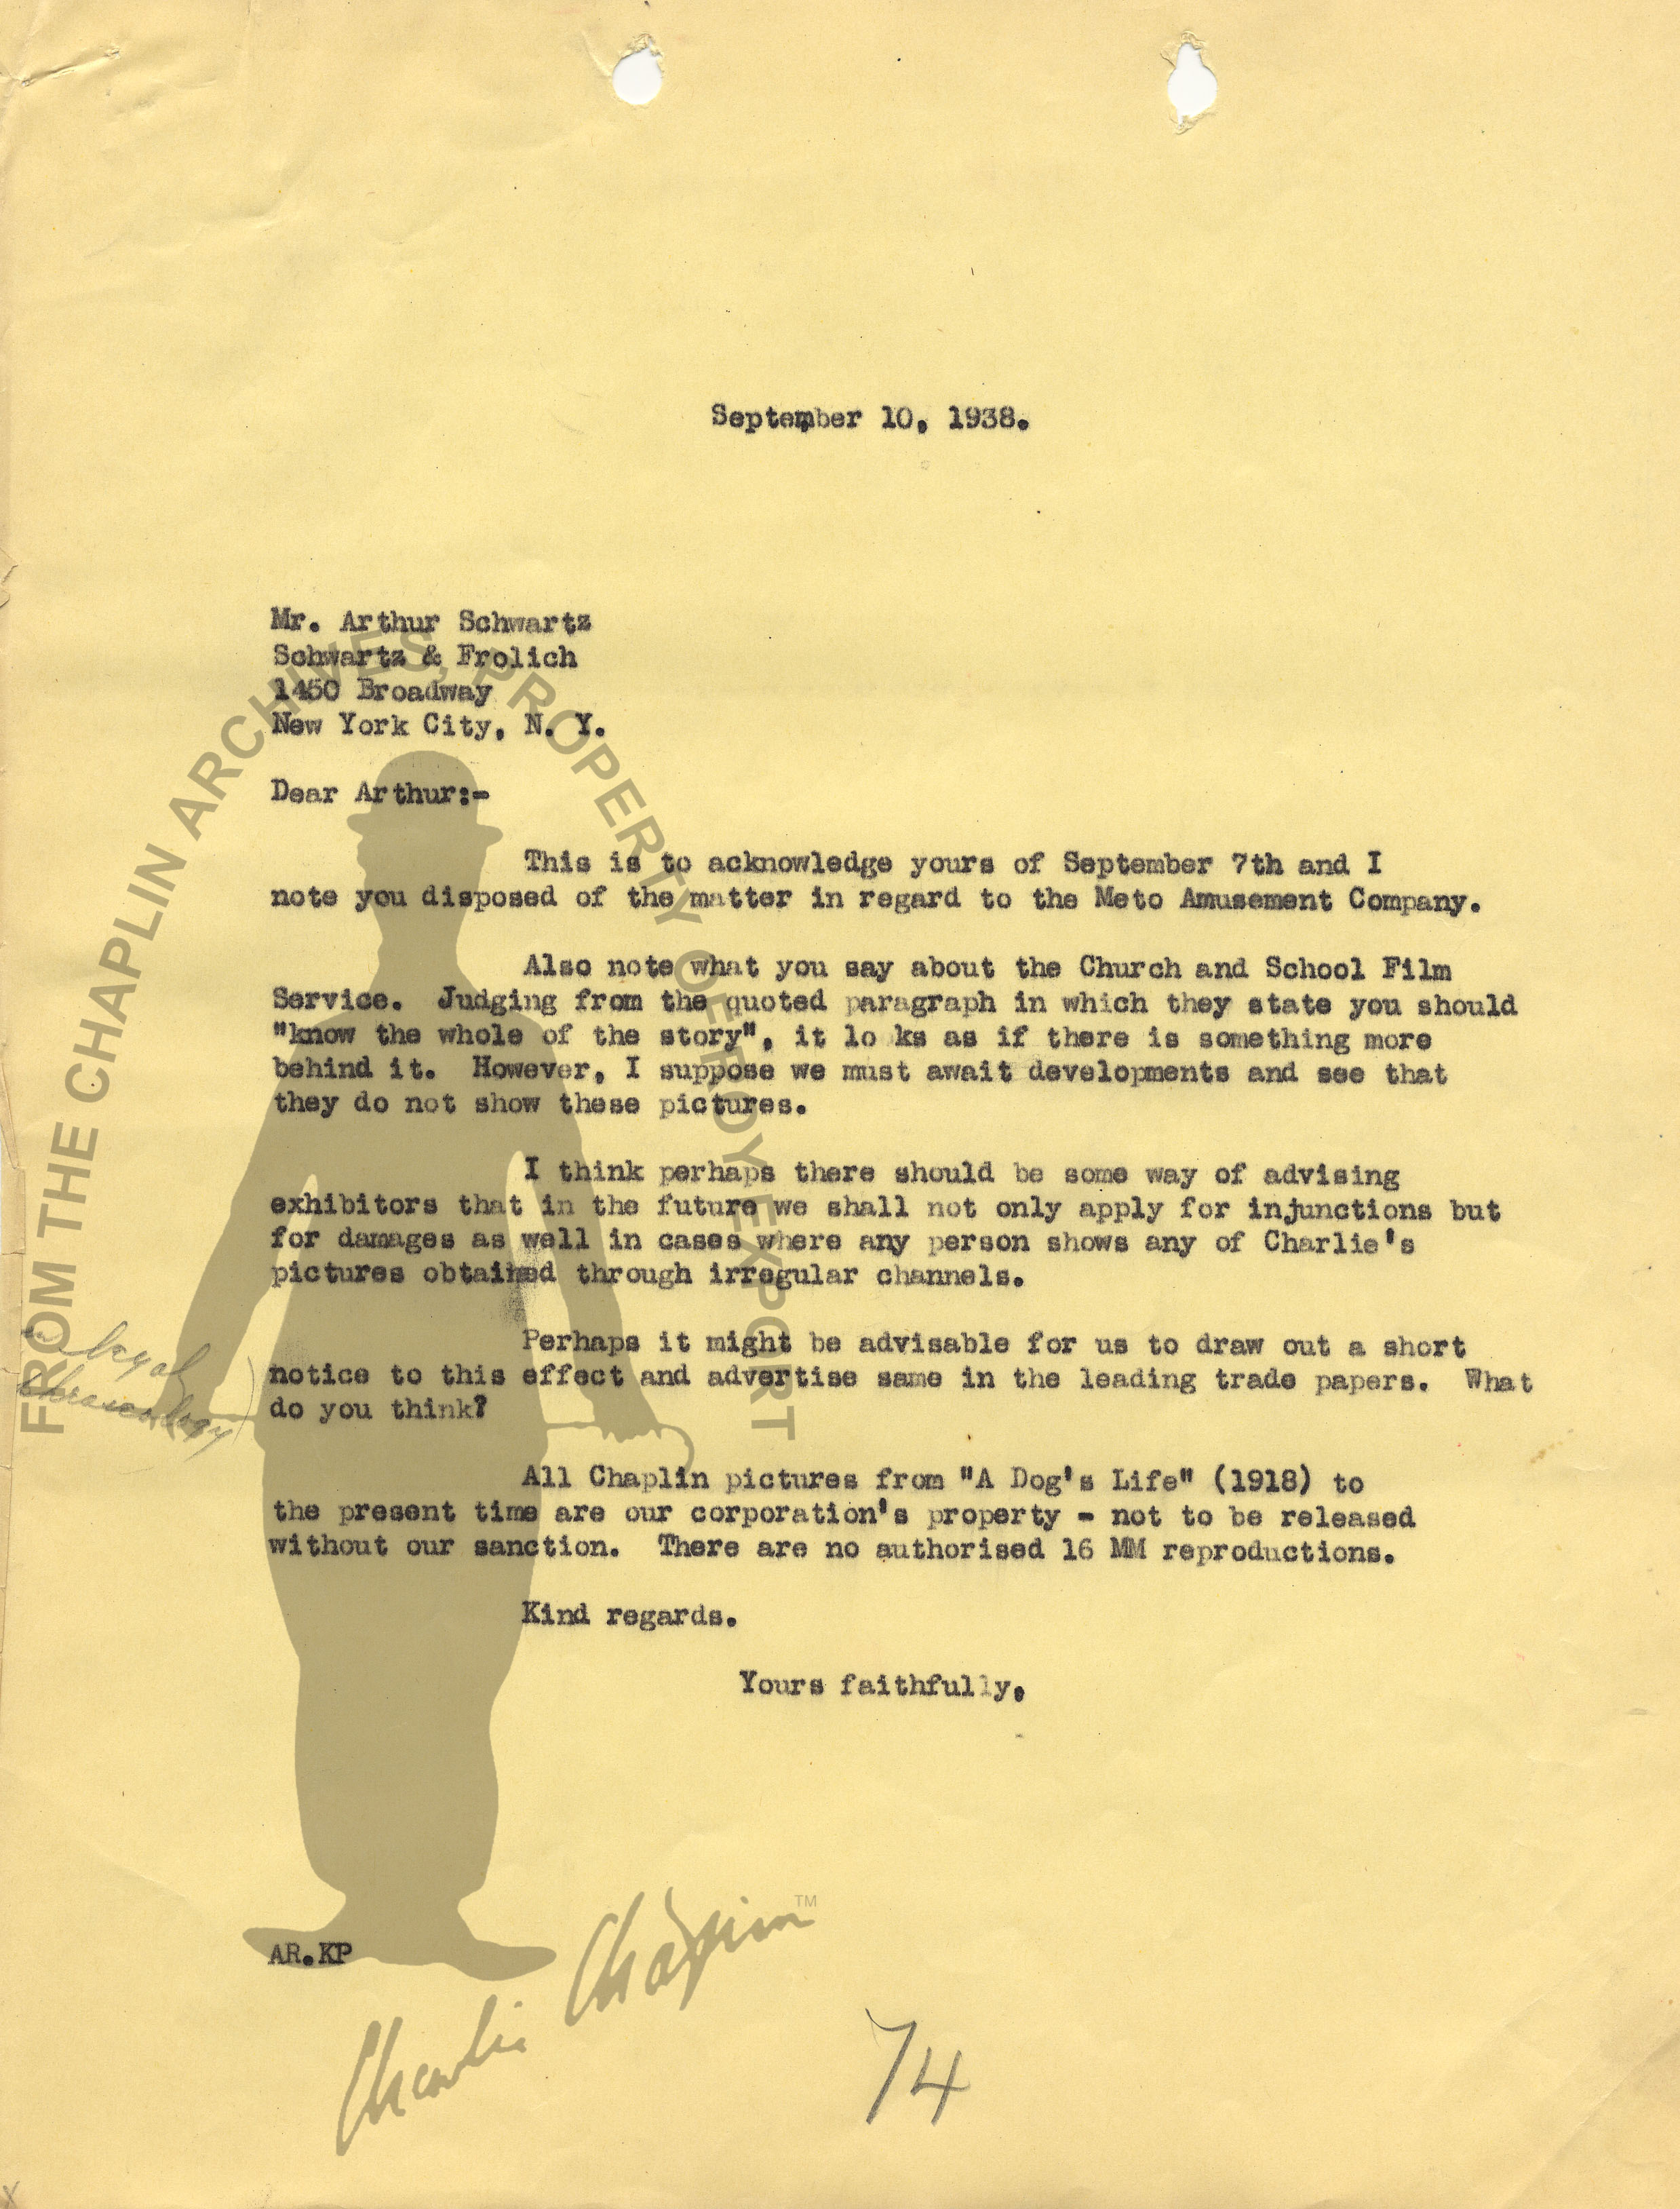 September 10, 1938.
Mr. Arthur Schwartz
Schwartz & Frolich
1450 Broadway
New York City, N. Y.
Dear Arthur:-
This is to acknowledge yours of September 7th and I
note you disposed of the matter in regard to the Meto Amusement Company.
Also note what you say about the Church and School Film
Service. Judging from the quoted paragraph in which they state you should
"know the whole of the story", it lo ks as if there is something more
behind it. However, I suppose we must await developments and see that
they do not show these pictures.
I think perhaps there should be some way of advising
exhibitors that in the future we shall not only apply for injunctions but
for damages as well in cases where any person shows any of Charlie's
pictures obtained through irregular channels.
Perhaps it might be advisable for us to draw out a short
notice to this effect and advertise same in the leading trade papers. What
do you think?
in legal
phraseology
All Chaplin pictures from "A Dog's Life" (1918) to
the present time are our corporation's property - not to be released
without our sanction. There are no authorised 16 MM reproductions.
Kind regards.
Yours faithfully,
AR.KP
74
FROM THE CHAPLIN ARCHIVES, PROPERTY OF ROY EXPORT
Charlie Chaplin TM